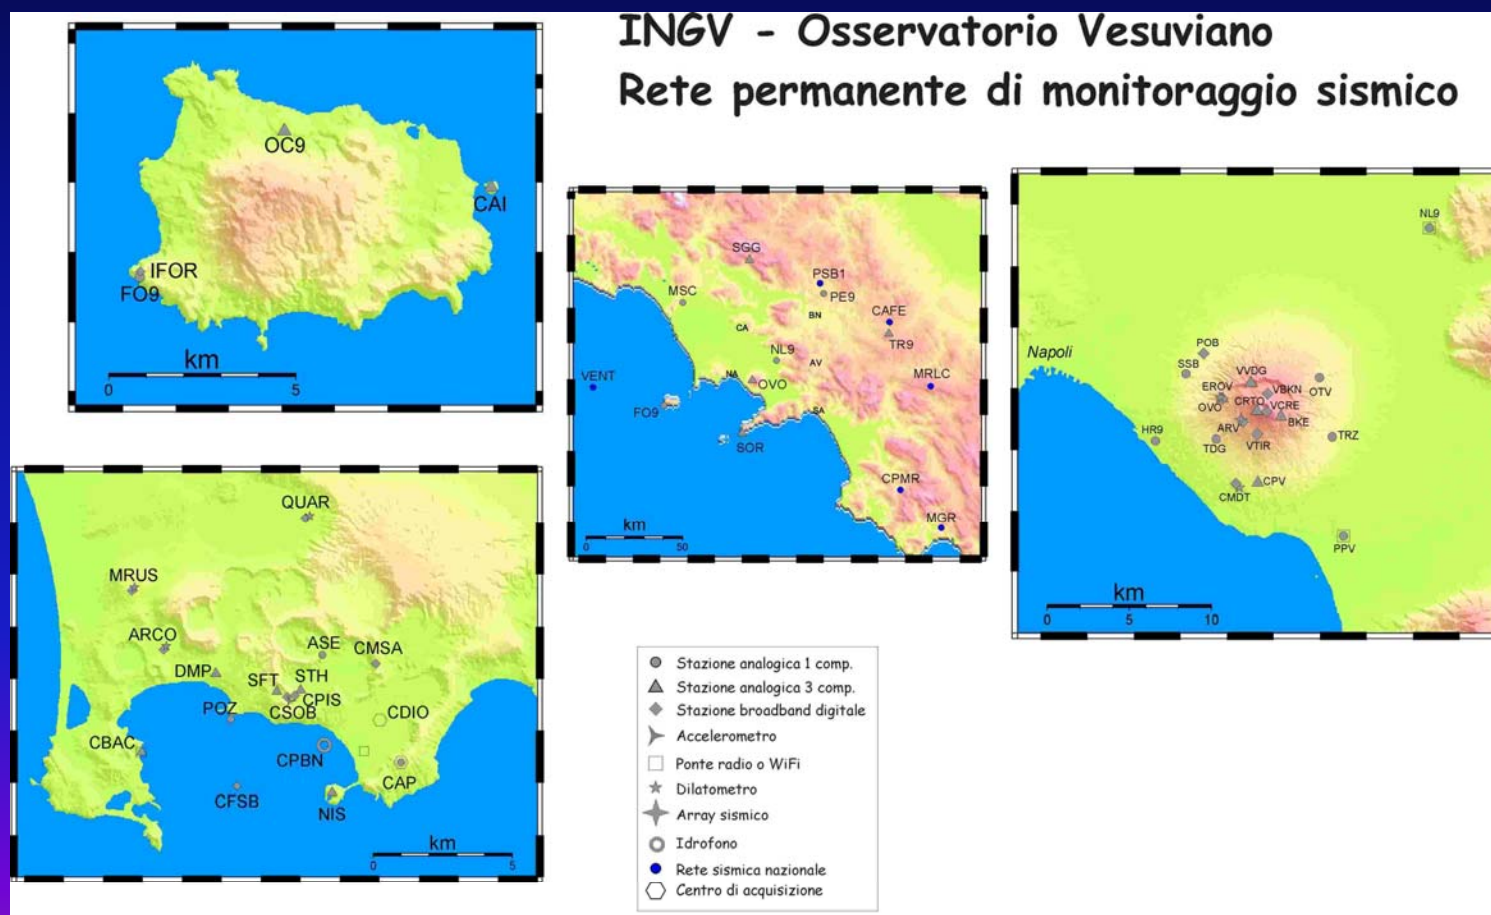 INGV - Osservatorio Vesuviano
Rete permanente di monitoraggio sismico
OC9
CAI
IFOR
FO9
km
0 5
SGG
PSB1
MSC
PE9
BN
CAFE
CA
TR9
NL9
AV
VENT
NA
OVO
MRLC
FO9
SA
SOR
CPMR
MGR
km
0 50
NL9
Napoli
POB
SSB
VVDG
EROV
VBKN
OTV
OVO
CRTO
VCRE
HR9
ARV
BKE
TDG
VTIR
TRZ
CMDT
CPV
PPV
km
0 5 10
QUAR
MRUS
ARCO
ASE
CMSA
DMP
SFT
STH
CPIS
POZ
CSOB
CDIO
CBAC
CPBN
CAP
CFSB
NIS
km
0 5
Stazione analogica 1 comp.
Stazione analogica 3 comp.
Stazione broadband digitale
Accelerometro
Ponte radio o WiFi
Dilatometro
Array sismico
Idrofono
Rete sismica nazionale
Centro di acquisizione